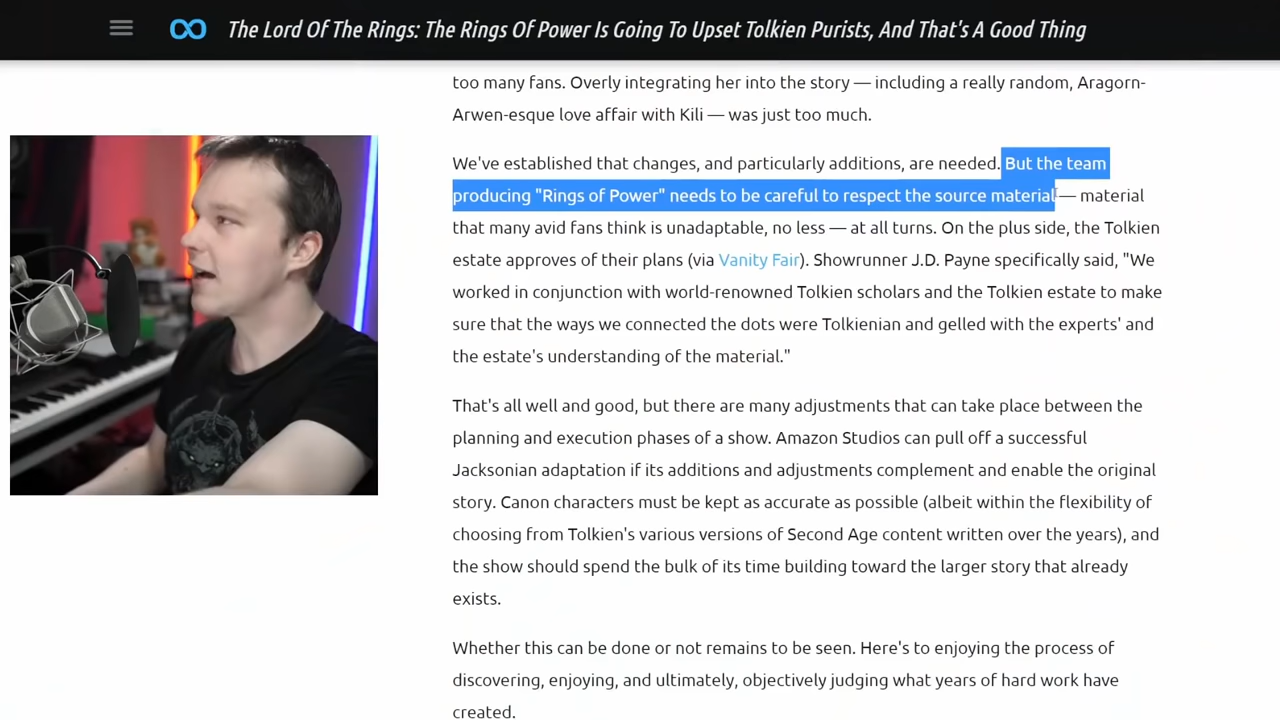 The Lord Of The Rings: The Rings Of Power Is Going To Upset Tolkien Purists, And That's A Good Thing
too many fans. Overly integrating her into the story — including a really random, Aragorn-
Arwen-esque love affair with Kili — was just too much.
We've established that changes, and particularly additions, are needed. But the team
producing "Rings of Power" needs to be careful to respect the source material — material
that many avid fans think is unadaptable, no less — at all turns. On the plus side, the Tolkien
estate approves of their plans (via Vanity Fair). Showrunner J.D. Payne specifically said, "We
worked in conjunction with world-renowned Tolkien scholars and the Tolkien estate to make
sure that the ways we connected the dots were Tolkienian and gelled with the experts' and
the estate's understanding of the material."
That's all well and good, but there are many adjustments that can take place between the
planning and execution phases of a show. Amazon Studios can pull off a successful
Jacksonian adaptation if its additions and adjustments complement and enable the original
story. Canon characters must be kept as accurate as possible (albeit within the flexibility of
choosing from Tolkien's various versions of Second Age content written over the years), and
the show should spend the bulk of its time building toward the larger story that already
exists.
Whether this can be done or not remains to be seen. Here's to enjoying the process of
discovering, enjoying, and ultimately, objectively judging what years of hard work have
created.